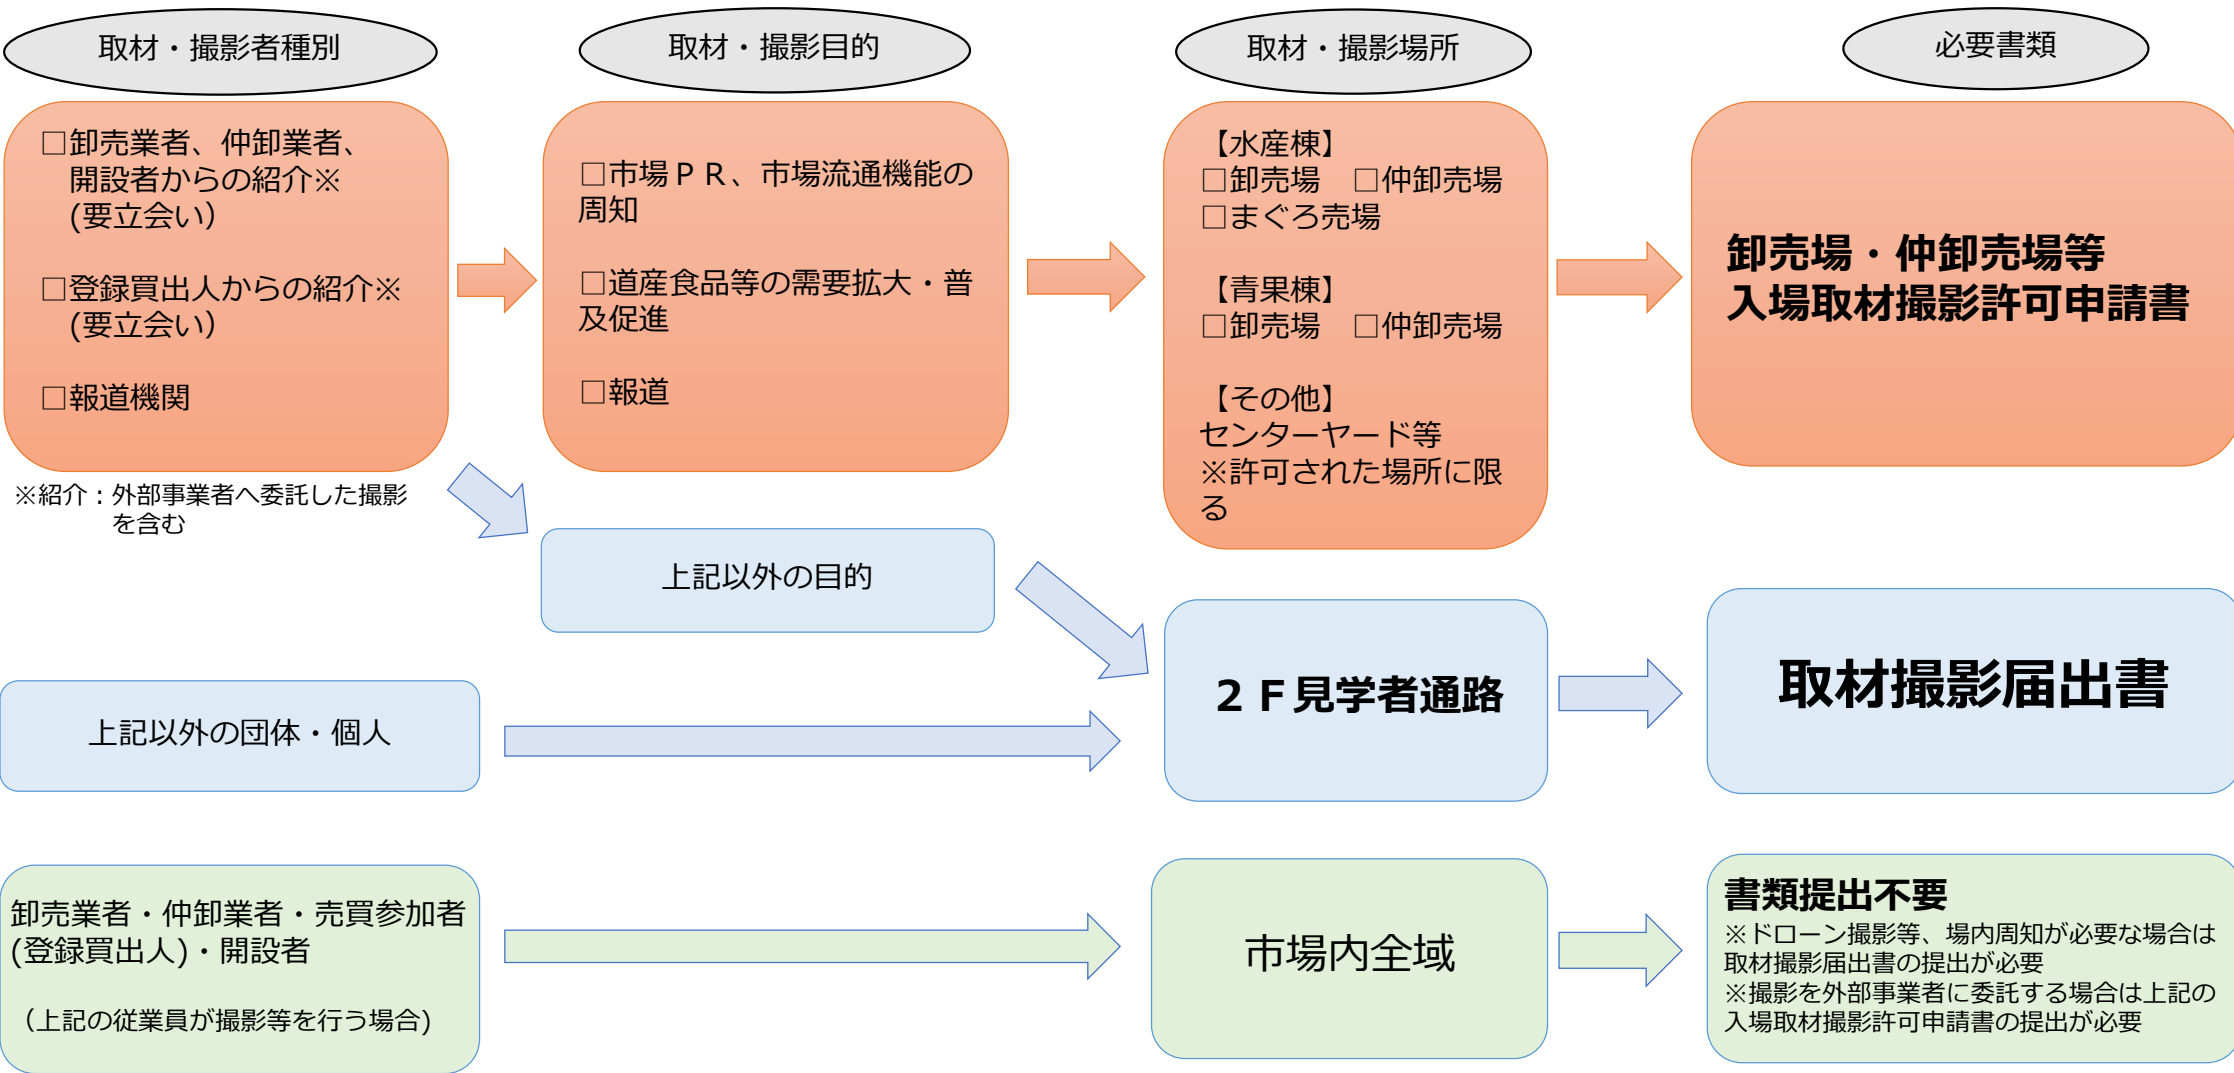 取材・撮影者種別
取材・撮影目的
取材・撮影場所
必要書類
□卸売業者、仲卸業者、
開設者からの紹介※
(要立会い）
□登録買出人からの紹介※
(要立会い）
□報道機関
※紹介：外部事業者へ委託した撮影
を含む
□市場ＰＲ、市場流通機能の
周知
□道産食品等の需要拡大・普
及促進
□報道
【水産棟】
□卸売場　□仲卸売場
□まぐろ売場
【青果棟】
□卸売場　□仲卸売場
【その他】
センターヤード等
※許可された場所に限
る
卸売場・仲卸売場等
入場取材撮影許可申請書
上記以外の目的
上記以外の団体・個人
２Ｆ見学者通路
取材撮影届出書
卸売業者・仲卸業者・売買参加者
(登録買出人)・開設者
（上記の従業員が撮影等を行う場合)
市場内全域
書類提出不要
※ドローン撮影等、場内周知が必要な場合は
取材撮影届出書の提出が必要
※撮影を外部事業者に委託する場合は上記の
入場取材撮影許可申請書の提出が必要